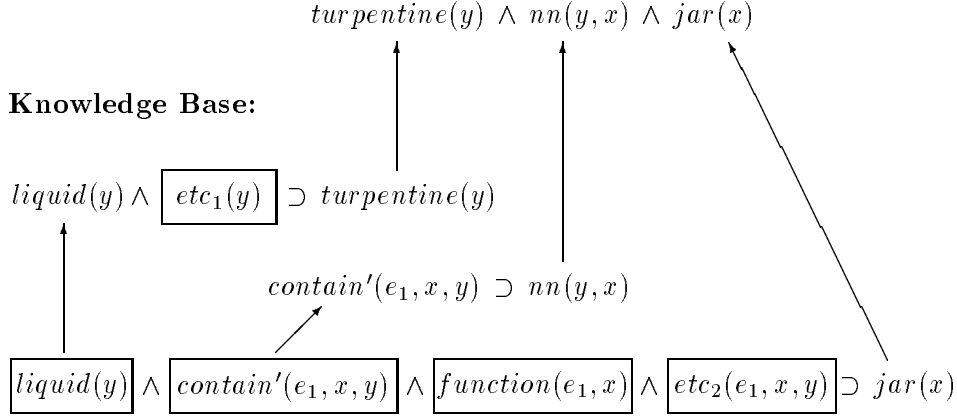 turpentine(y) ∧ nn(y, x) ∧ jar(x)
Knowledge Base:
liquid(y) ∧ etc₁(y) ⊃ turpentine(y)
contain′(e₁, x, y) ⊃ nn(y, x)
liquid(y) ∧ contain′(e₁, x, y) ∧ function(e₁, x) ∧ etc₂(e₁, x, y) ⊃ jar(x)